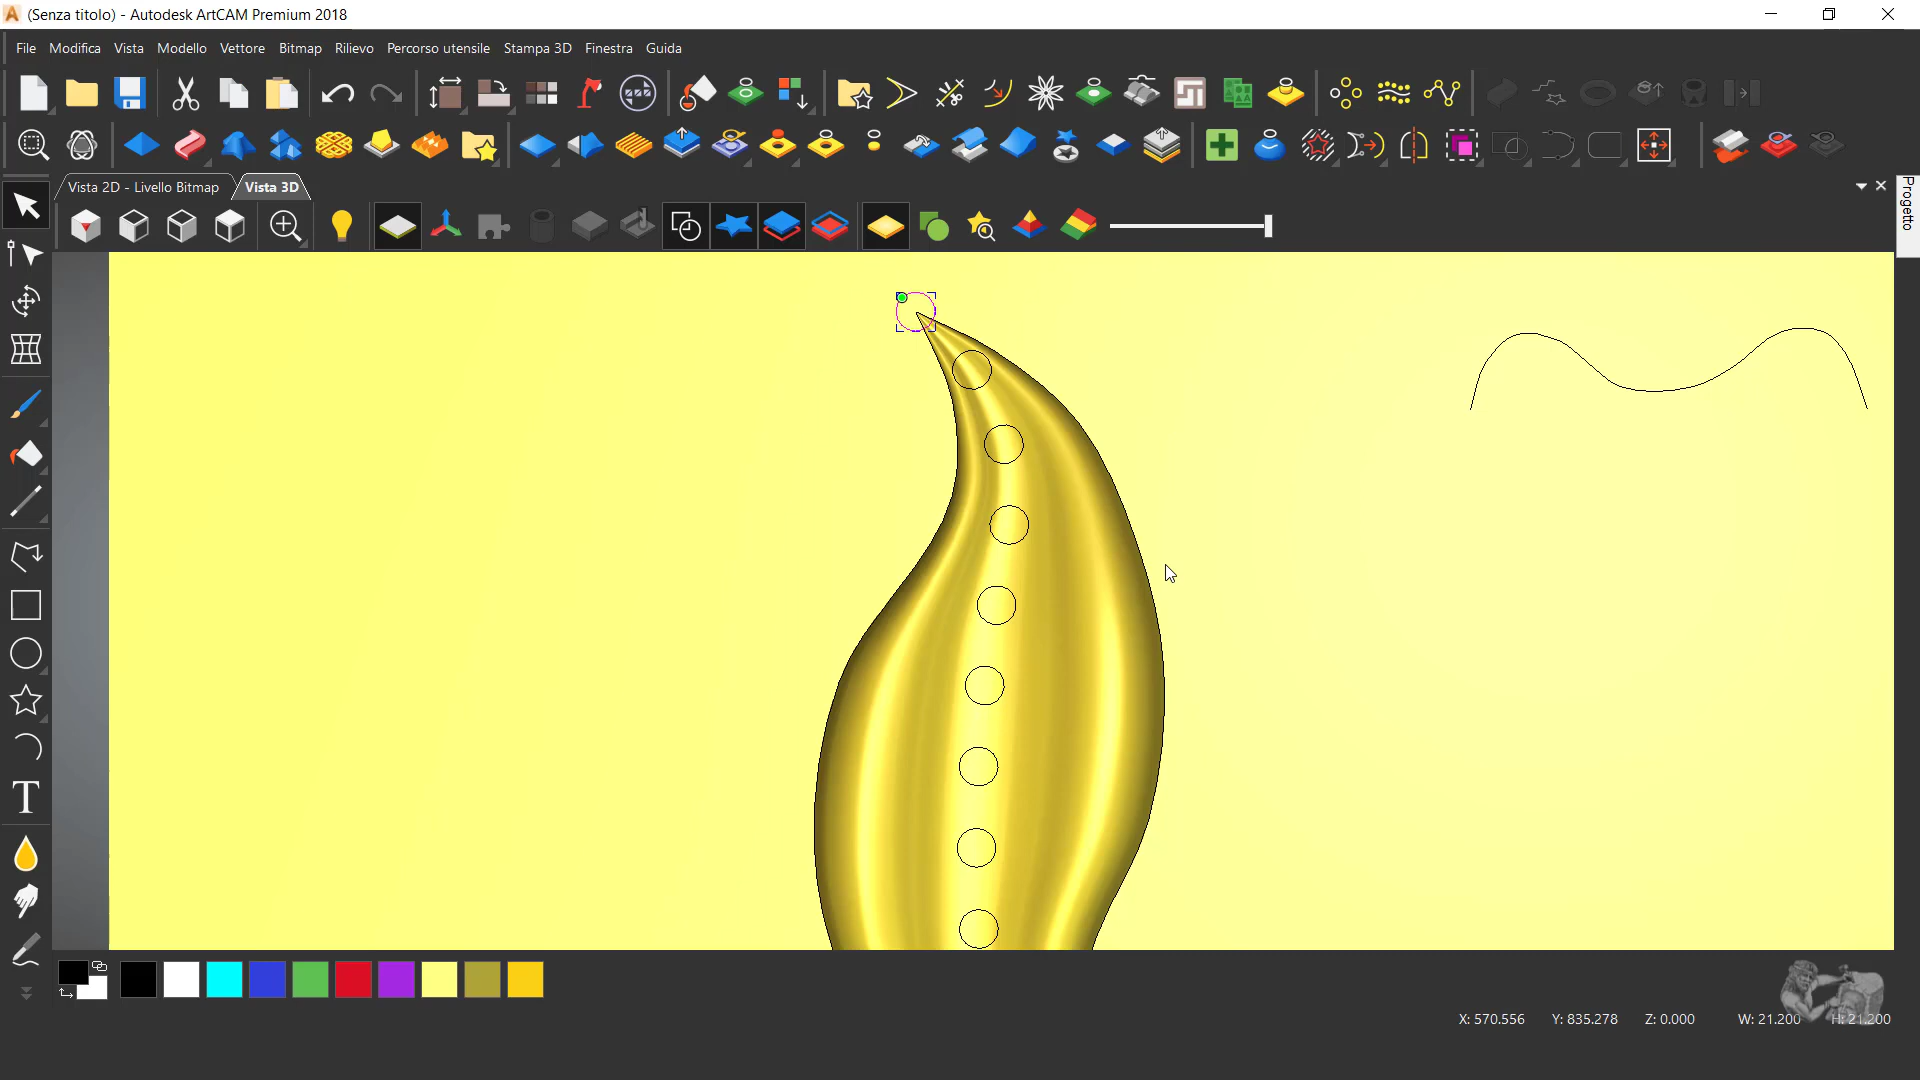 (Senza titolo) - Autodesk ArtCAM Premium 2018
File Modifica Vista Modello Vettore Bitmap Rilievo Percorso utensile Stampa 3D Finestra Guida
Vista 2D - Livello Bitmap Vista 3D
Progetto
T
X: 570.556 Y: 835.278 Z: 0.000 W: 21.200 H: 21.200